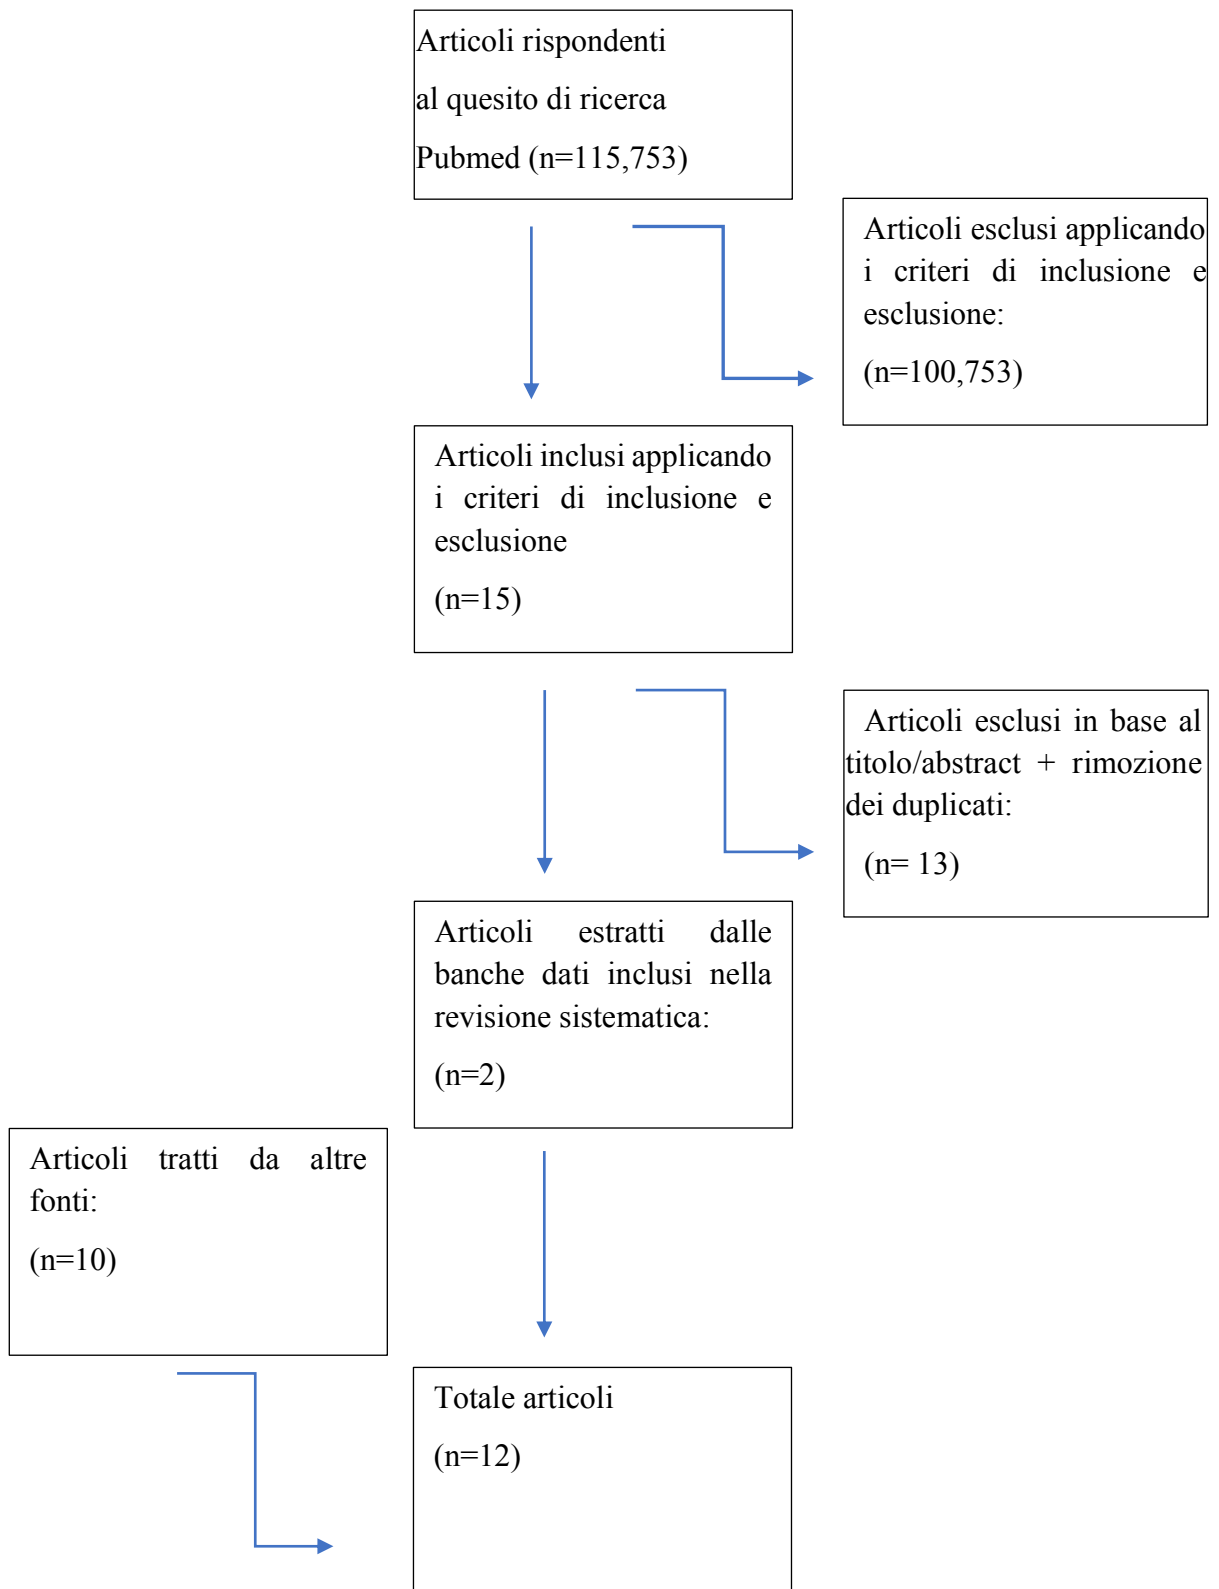 Articoli rispondenti
al quesito di ricerca
Pubmed (n=115,753)
Articoli esclusi applicando
i criteri di inclusione e
esclusione:
(n=100,753)
Articoli inclusi applicando
i criteri di inclusione e
esclusione
(n=15)
Articoli esclusi in base al
titolo/abstract + rimozione
dei duplicati:
(n= 13)
Articoli estratti dalle
banche dati inclusi nella
revisione sistematica:
(n=2)
Articoli tratti da altre
fonti:
(n=10)
Totale articoli
(n=12)